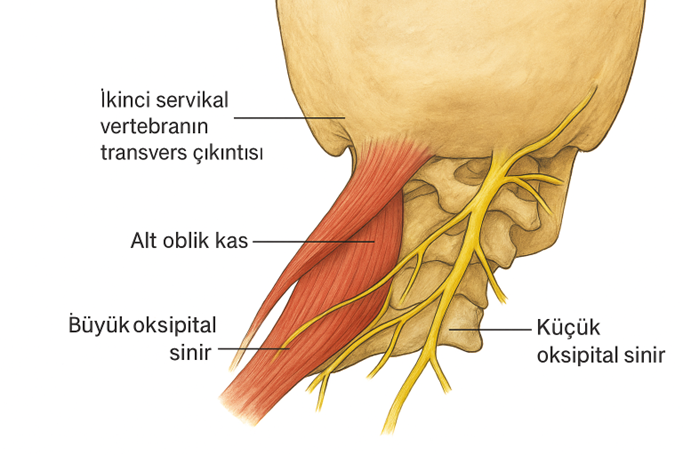 İkinci servikal
vertebranın
transvers çıkıntısı
Alt oblik kas
Büyük oksipital
sinir
Küçük
oksipital sinir